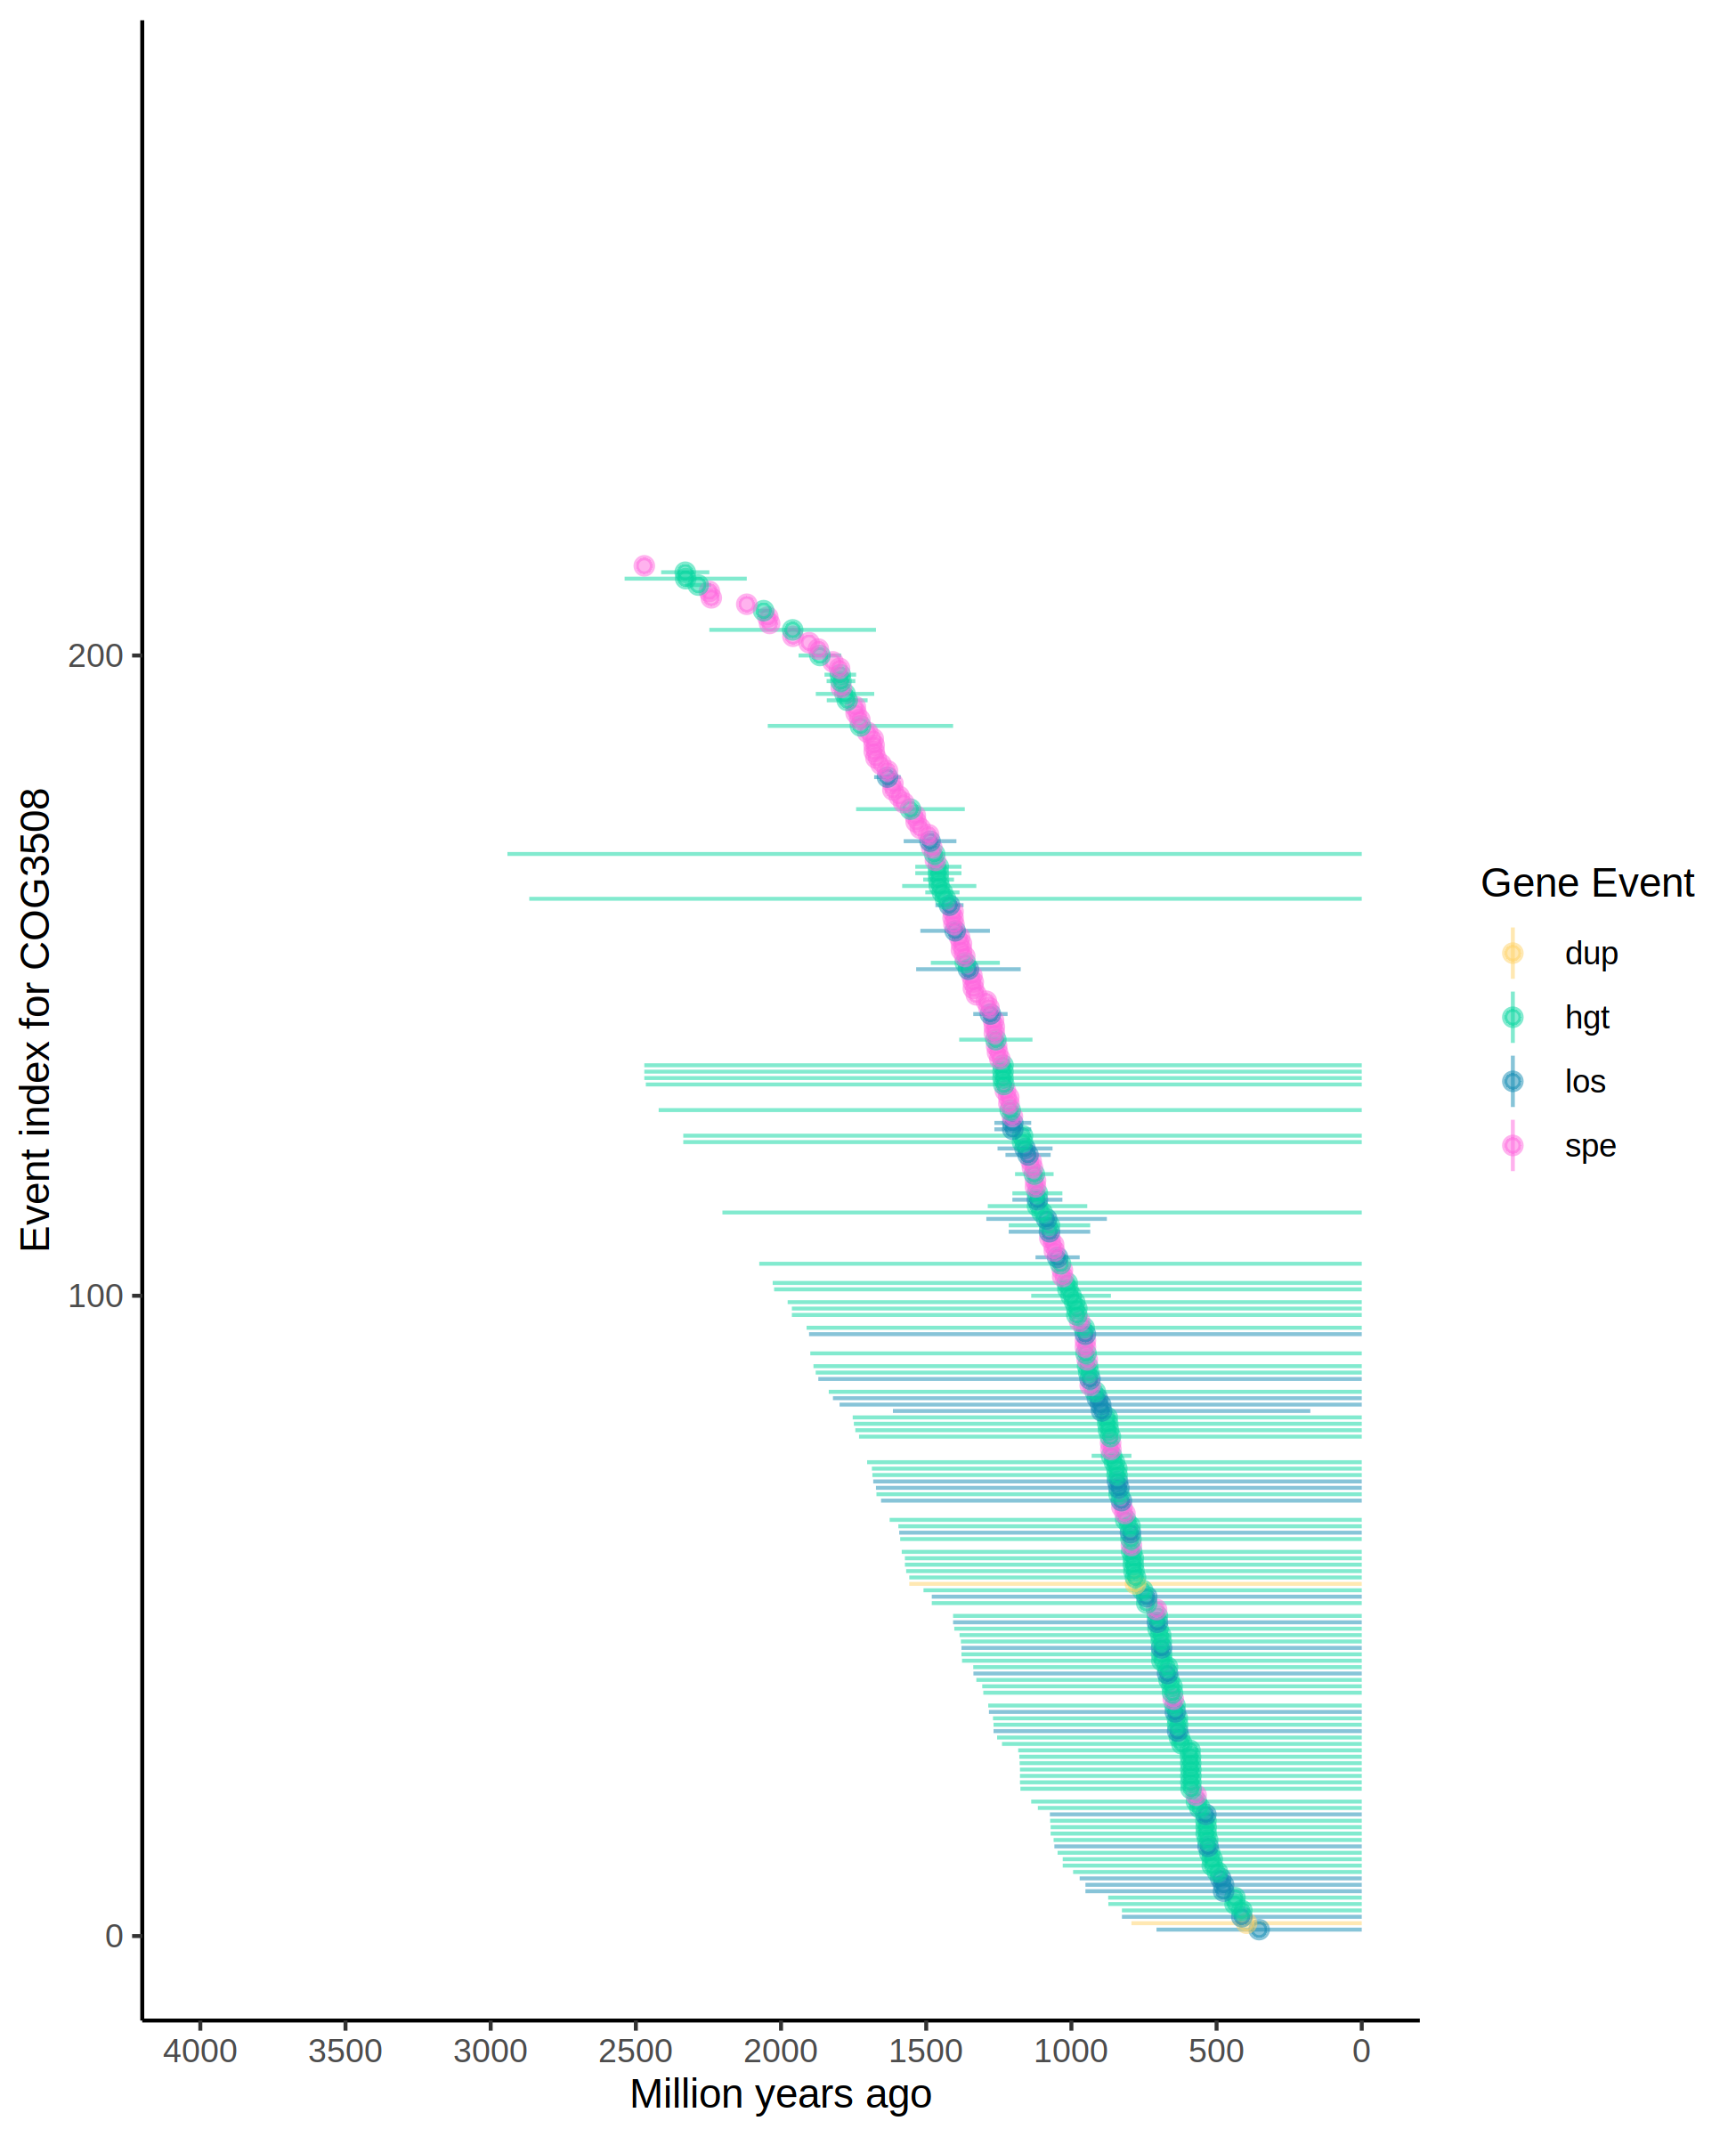 Event index for COG3508
200
100
0
4000 3500 3000 2500 2000 1500 1000 500 0
Million years ago
Gene Event
dup
hgt
los
spe